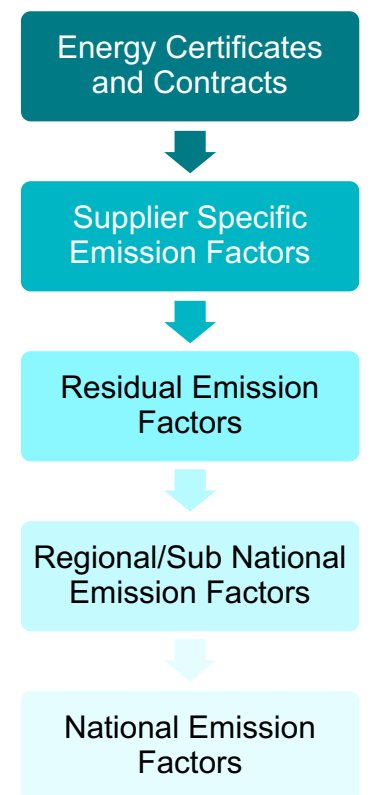 Energy Certificates
and Contracts
Supplier Specific
Emission Factors
Residual Emission
Factors
Regional/Sub National
Emission Factors
National Emission
Factors